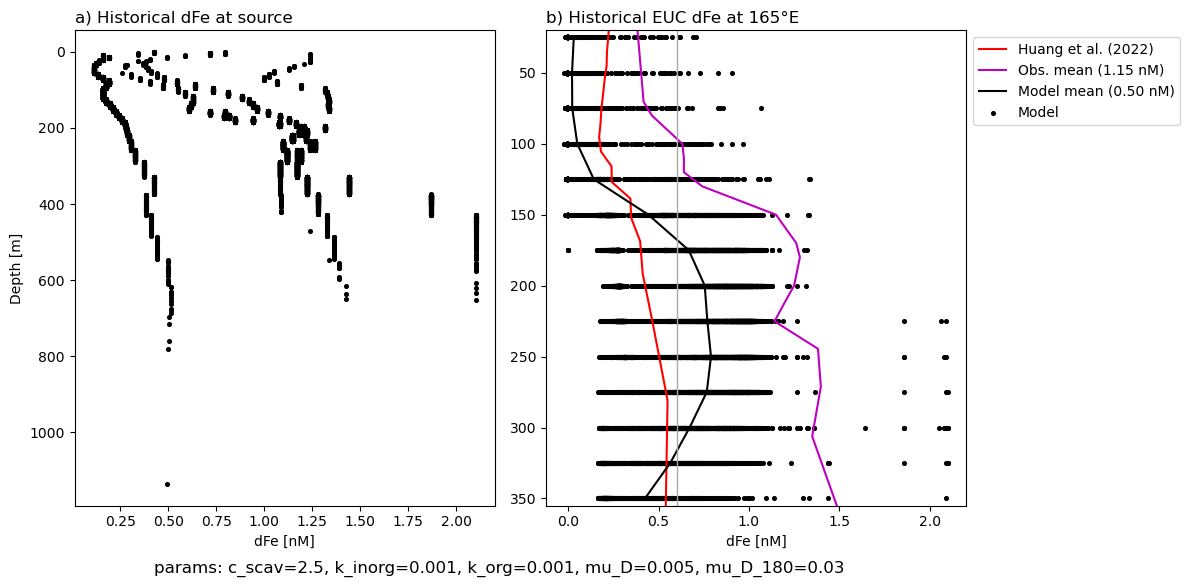 a) Historical dFe at source
0
200
400
600
800
1000
Depth [m]
0.25 0.50 0.75 1.00 1.25 1.50 1.75 2.00
dFe [nM]
b) Historical EUC dFe at 165°E
50
100
150
200
250
300
350
0.0 0.5 1.0 1.5 2.0
dFe [nM]
Huang et al. (2022)
Obs. mean (1.15 nM)
Model mean (0.50 nM)
Model
params: c_scav=2.5, k_inorg=0.001, k_org=0.001, mu_D=0.005, mu_D_180=0.03